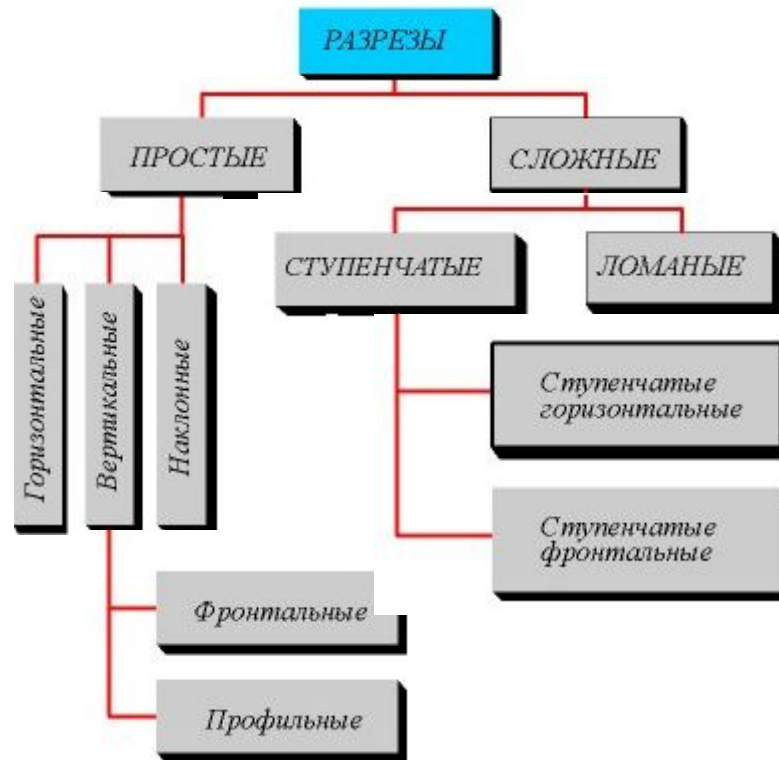 РАЗРЕЗЫ
ПРОСТЫЕ
СЛОЖНЫЕ
СТУПЕНЧАТЫЕ
ЛОМАНЫЕ
Горизонтальные
Вертикальные
Наклонные
Ступенчатые
горизонтальные
Ступенчатые
фронтальные
Фронтальные
Профильные